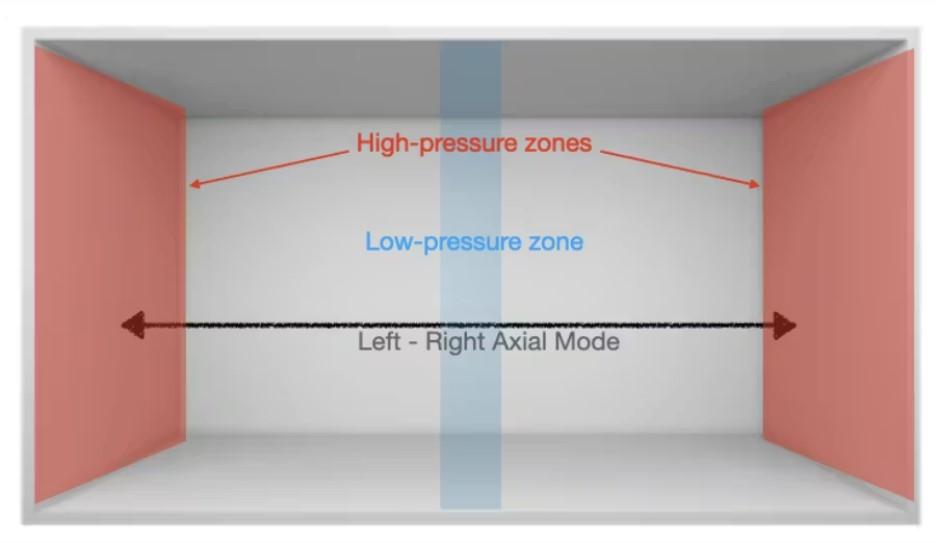 High-pressure zones
Low-pressure zone
Left - Right Axial Mode